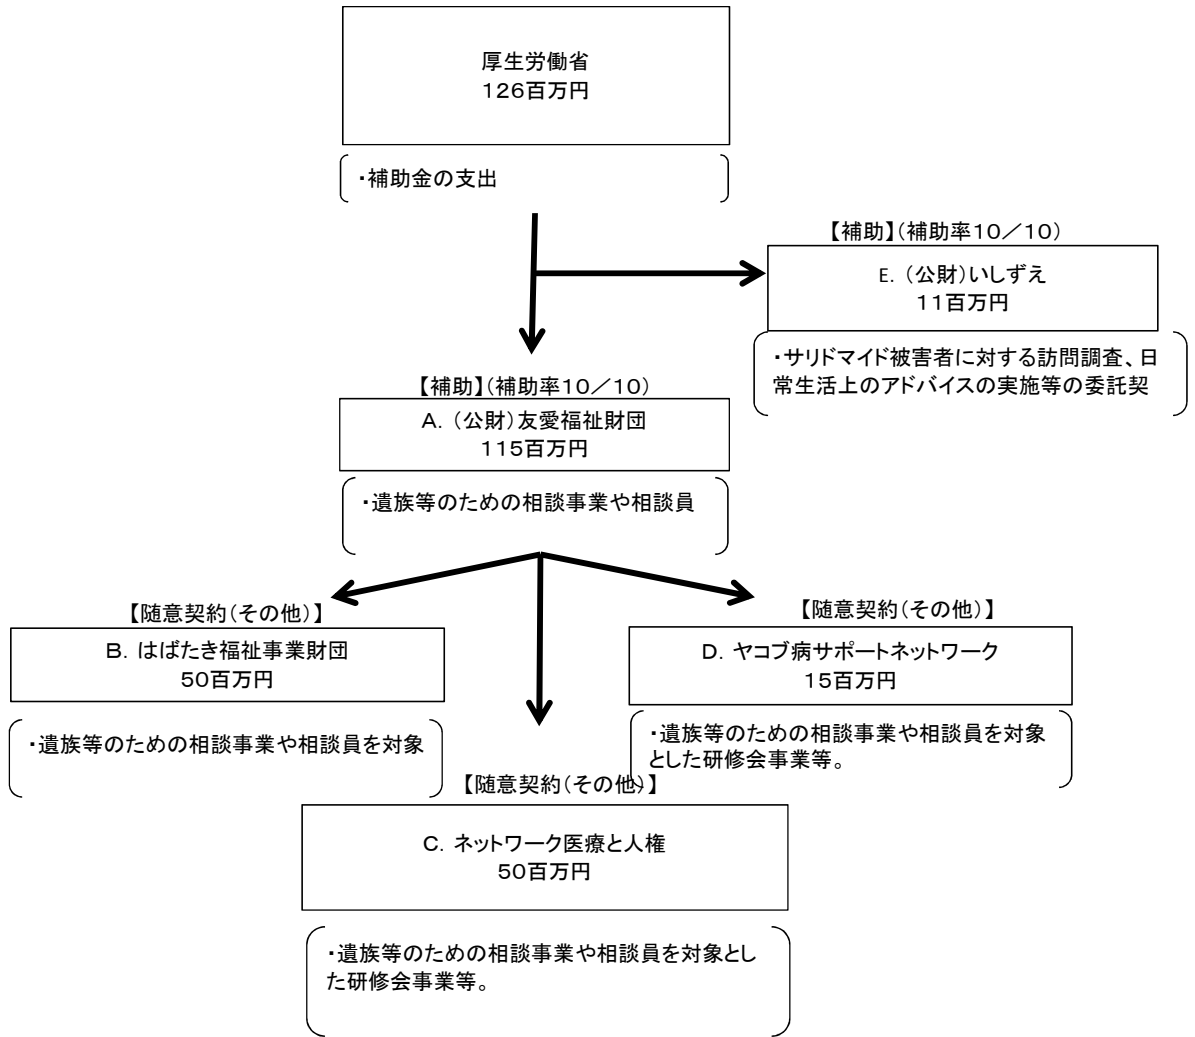 厚生労働省
126百万円
・補助金の支出
【補助】(補助率10／10)
E. (公財)いしずえ
11百万円
・サリドマイド被害者に対する訪問調査、日
常生活上のアドバイスの実施等の委託契
【補助】(補助率10／10)
A. (公財)友愛福祉財団
115百万円
・遺族等のための相談事業や相談員
【随意契約(その他)】
B. はばたき福祉事業財団
50百万円
・遺族等のための相談事業や相談員を対象
【随意契約(その他)】
D. ヤコブ病サポートネットワーク
15百万円
・遺族等のための相談事業や相談員を対象
とした研修会事業等。
【随意契約(その他)】
C. ネットワーク医療と人権
50百万円
・遺族等のための相談事業や相談員を対象とし
た研修会事業等。